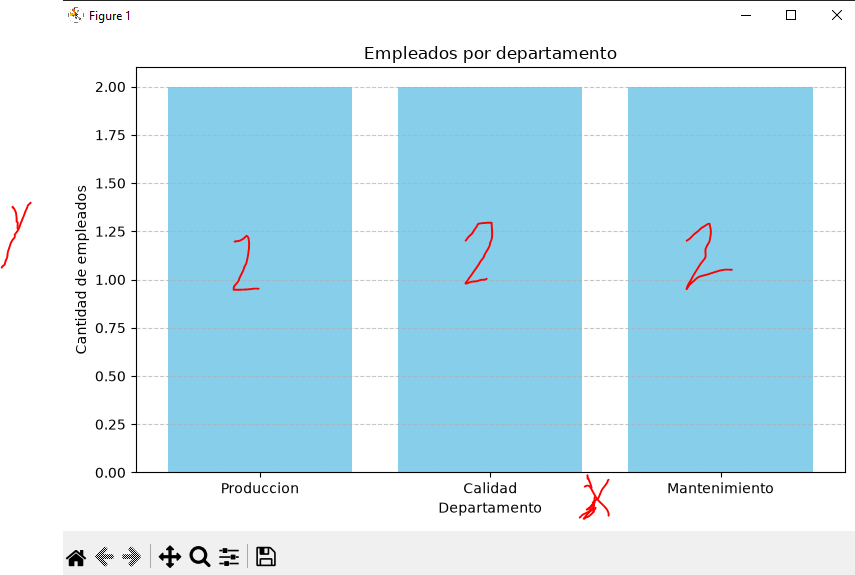 Figure 1
Empleados por departamento
y
Cantidad de empleados
2.00
1.75
1.50
1.25
1.00
0.75
0.50
0.25
0.00
2 2 2
Produccion Calidad Mantenimiento
Departamento
x